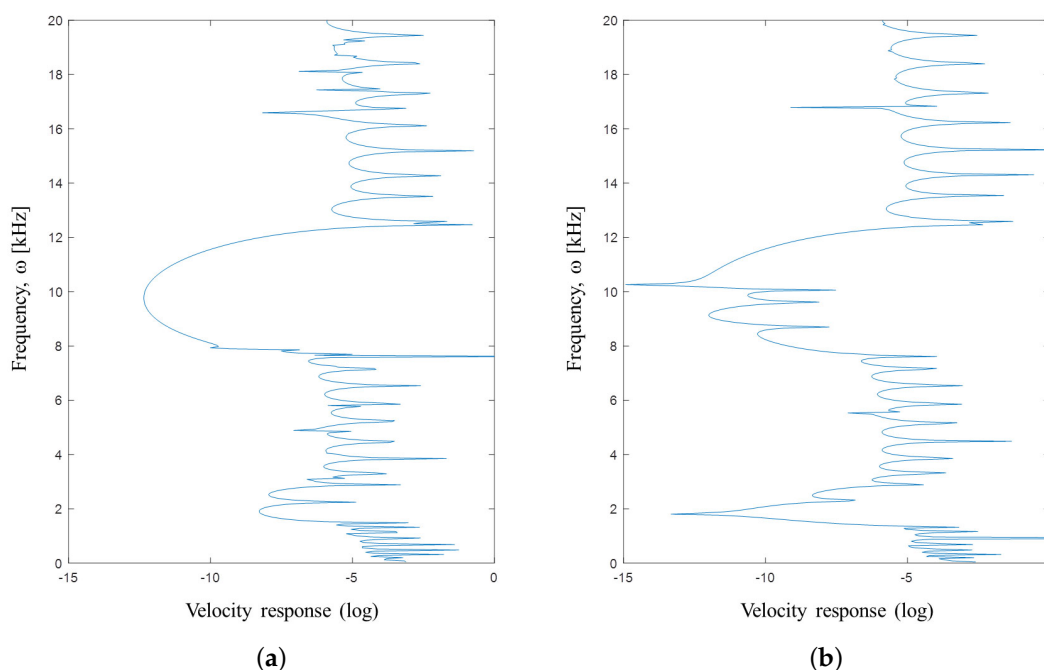 20
18
16
14
12
10
8
6
4
2
0
Frequency, ω [kHz]
-15 -10 -5 0
Velocity response (log)
(a)
20
18
16
14
12
10
8
6
4
2
0
Frequency, ω [kHz]
-15 -10 -5
Velocity response (log)
(b)